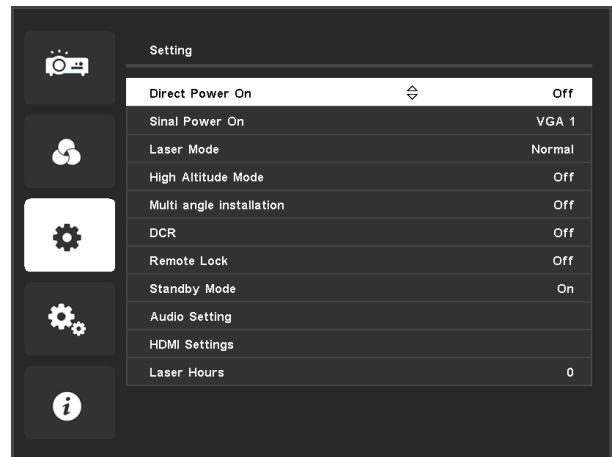 Setting
Direct Power On Off
Sinal Power On VGA 1
Laser Mode Normal
High Altitude Mode Off
Multi angle installation Off
DCR Off
Remote Lock Off
Standby Mode On
Audio Setting
HDMI Settings
Laser Hours 0